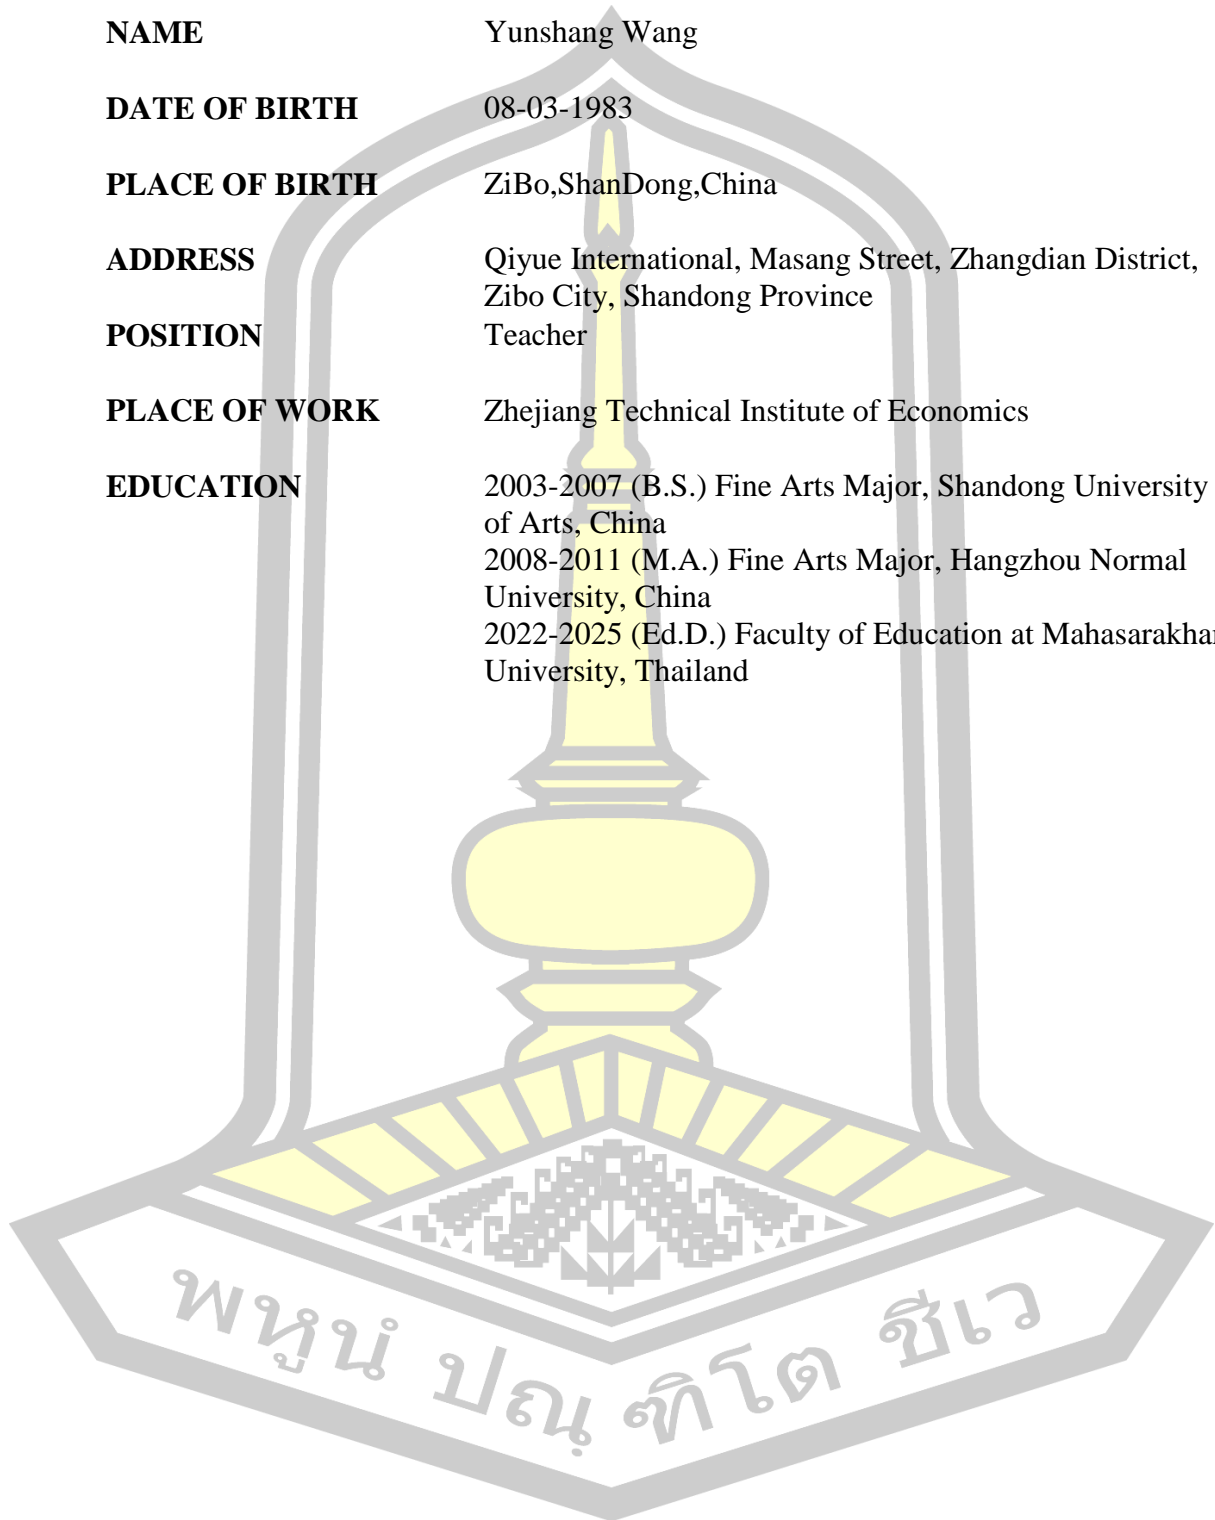 NAME Yunshang Wang
DATE OF BIRTH 08-03-1983
PLACE OF BIRTH ZiBo,ShanDong,China
ADDRESS Qiyue International, Masang Street, Zhangdian District,
Zibo City, Shandong Province
POSITION Teacher
PLACE OF WORK Zhejiang Technical Institute of Economics
EDUCATION 2003-2007 (B.S.) Fine Arts Major, Shandong University
of Arts, China
2008-2011 (M.A.) Fine Arts Major, Hangzhou Normal
University, China
2022-2025 (Ed.D.) Faculty of Education at Mahasarakha
University, Thailand
พหูนํ ปณฺฑิโต ชีเว